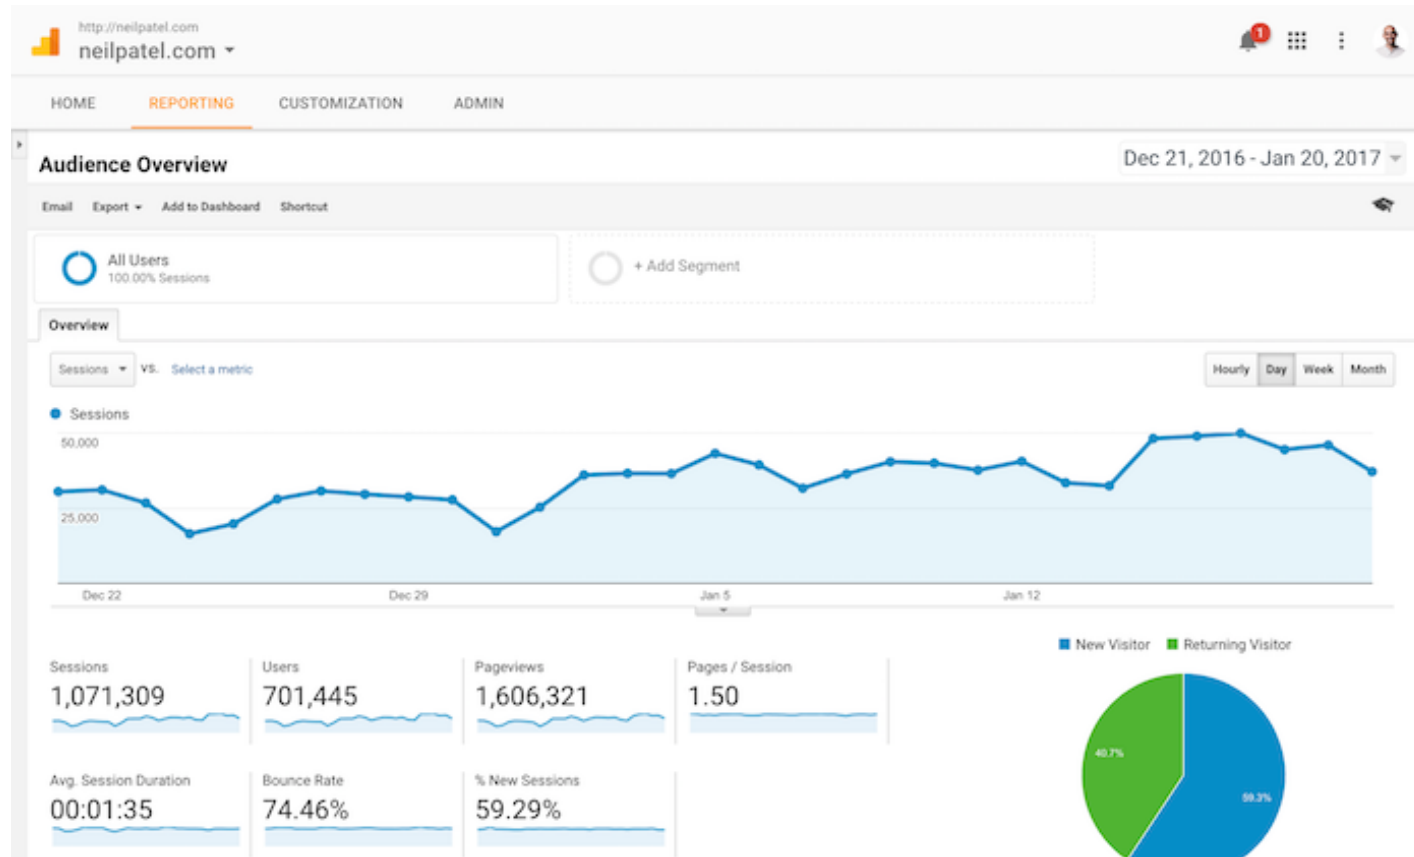 http://neilpatel.com
neilpatel.com
1
HOME REPORTING CUSTOMIZATION ADMIN
Audience Overview
Dec 21, 2016 - Jan 20, 2017
Email Export Add to Dashboard Shortcut
All Users
100.00% Sessions
+ Add Segment
Overview
Sessions VS. Select a metric
Hourly Day Week Month
Sessions
50,000
25,000
Dec 22 Dec 29 Jan 5 Jan 12
New Visitor Returning Visitor
Sessions Users Pageviews Pages / Session
1,071,309 701,445 1,606,321 1.50
40.7%
59.3%
Avg. Session Duration Bounce Rate % New Sessions
00:01:35 74.46% 59.29%